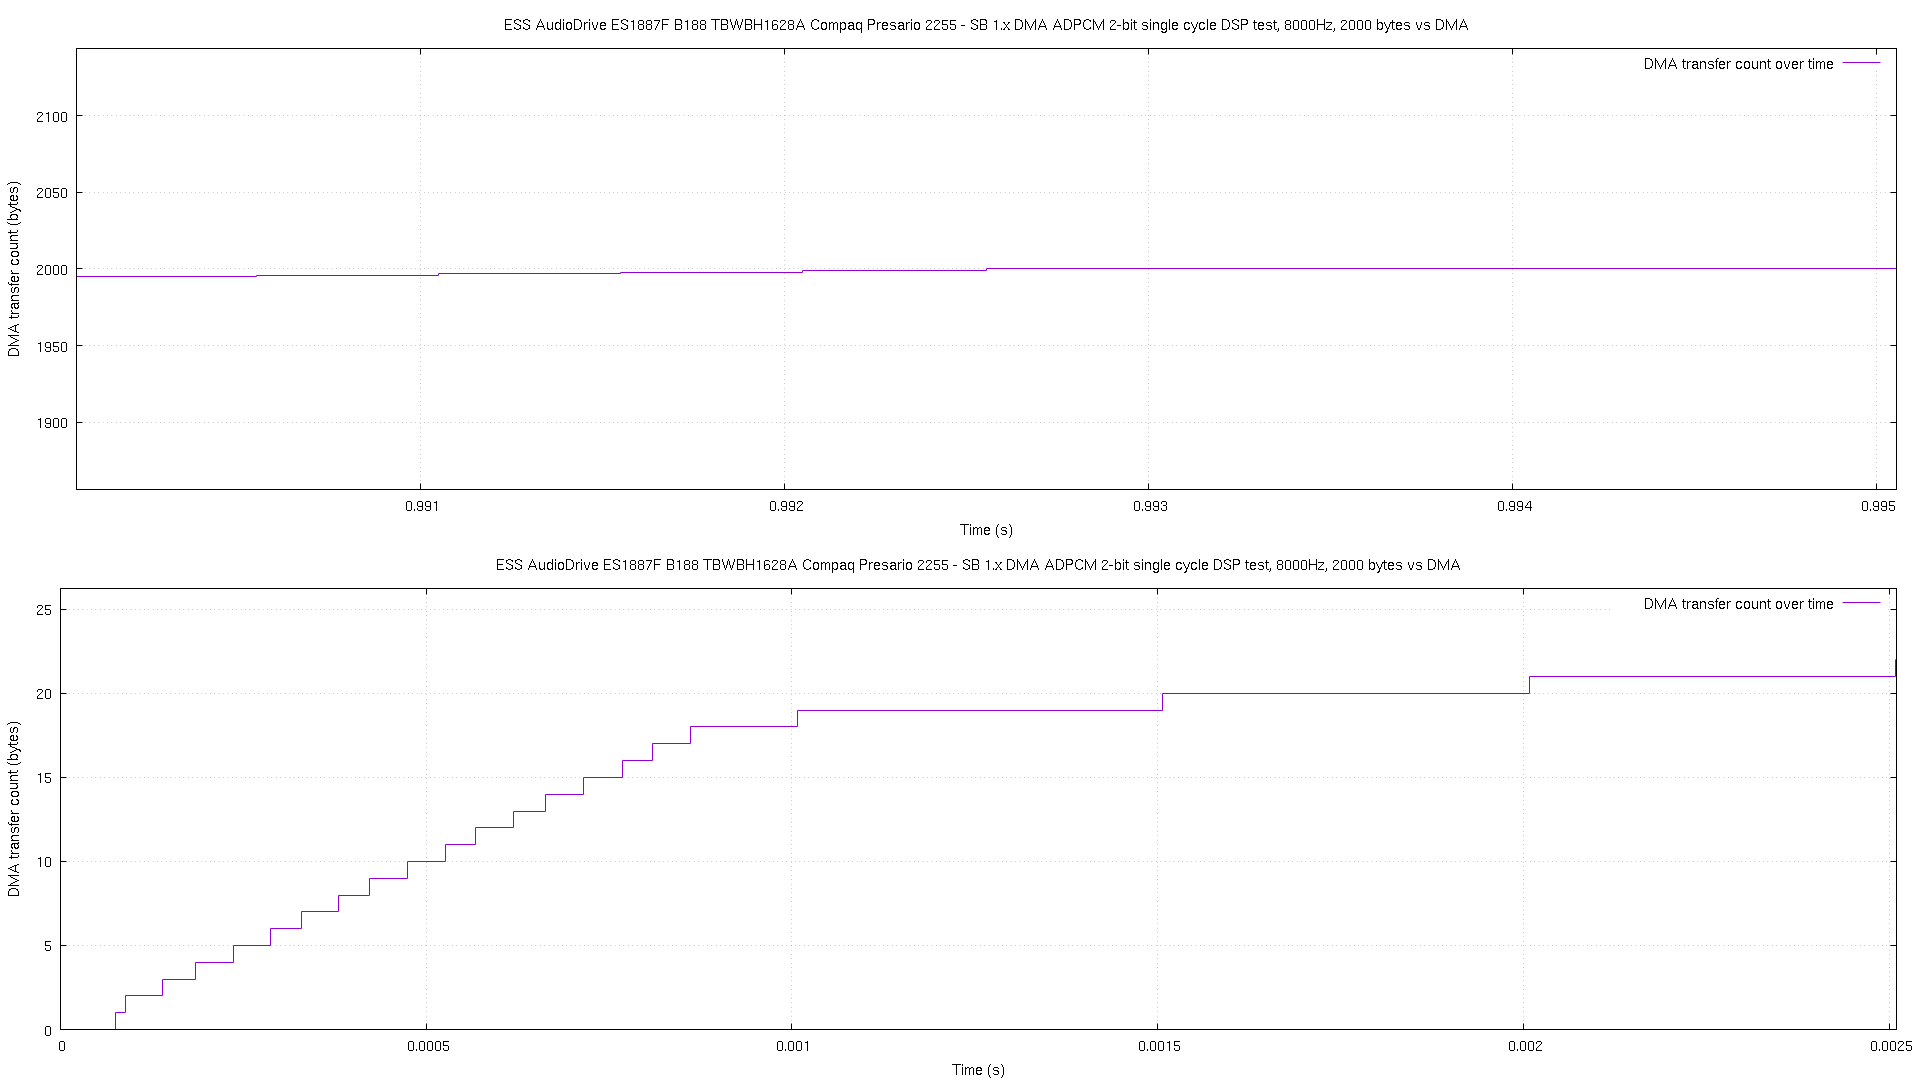 ESS AudioDrive ES1887F B188 TBWBH1628A Compaq Presario 2255 - SB 1.x DMA ADPCM 2-bit single cycle DSP test, 8000Hz, 2000 bytes vs DMA
DMA transfer count over time
2100
2050
2000
1950
1900
DMA transfer count (bytes)
0.991 0.992 0.993 0.994 0.995
Time (s)
ESS AudioDrive ES1887F B188 TBWBH1628A Compaq Presario 2255 - SB 1.x DMA ADPCM 2-bit single cycle DSP test, 8000Hz, 2000 bytes vs DMA
DMA transfer count over time
25
20
15
10
5
0
DMA transfer count (bytes)
0 0.0005 0.001 0.0015 0.002 0.0025
Time (s)